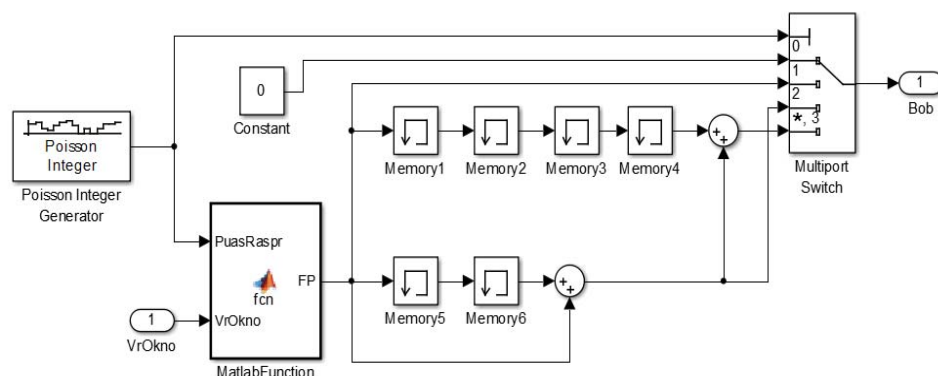 0
1
2
*, 3
Multiport
Switch
1
Bob
0
Constant
Poisson
Integer
Poisson Integer
Generator
Memory1
Memory2
Memory3
Memory4
+
+
PuasRaspr
fcn
FP
VrOkno
MatlabFunction
1
VrOkno
Memory5
Memory6
+
+